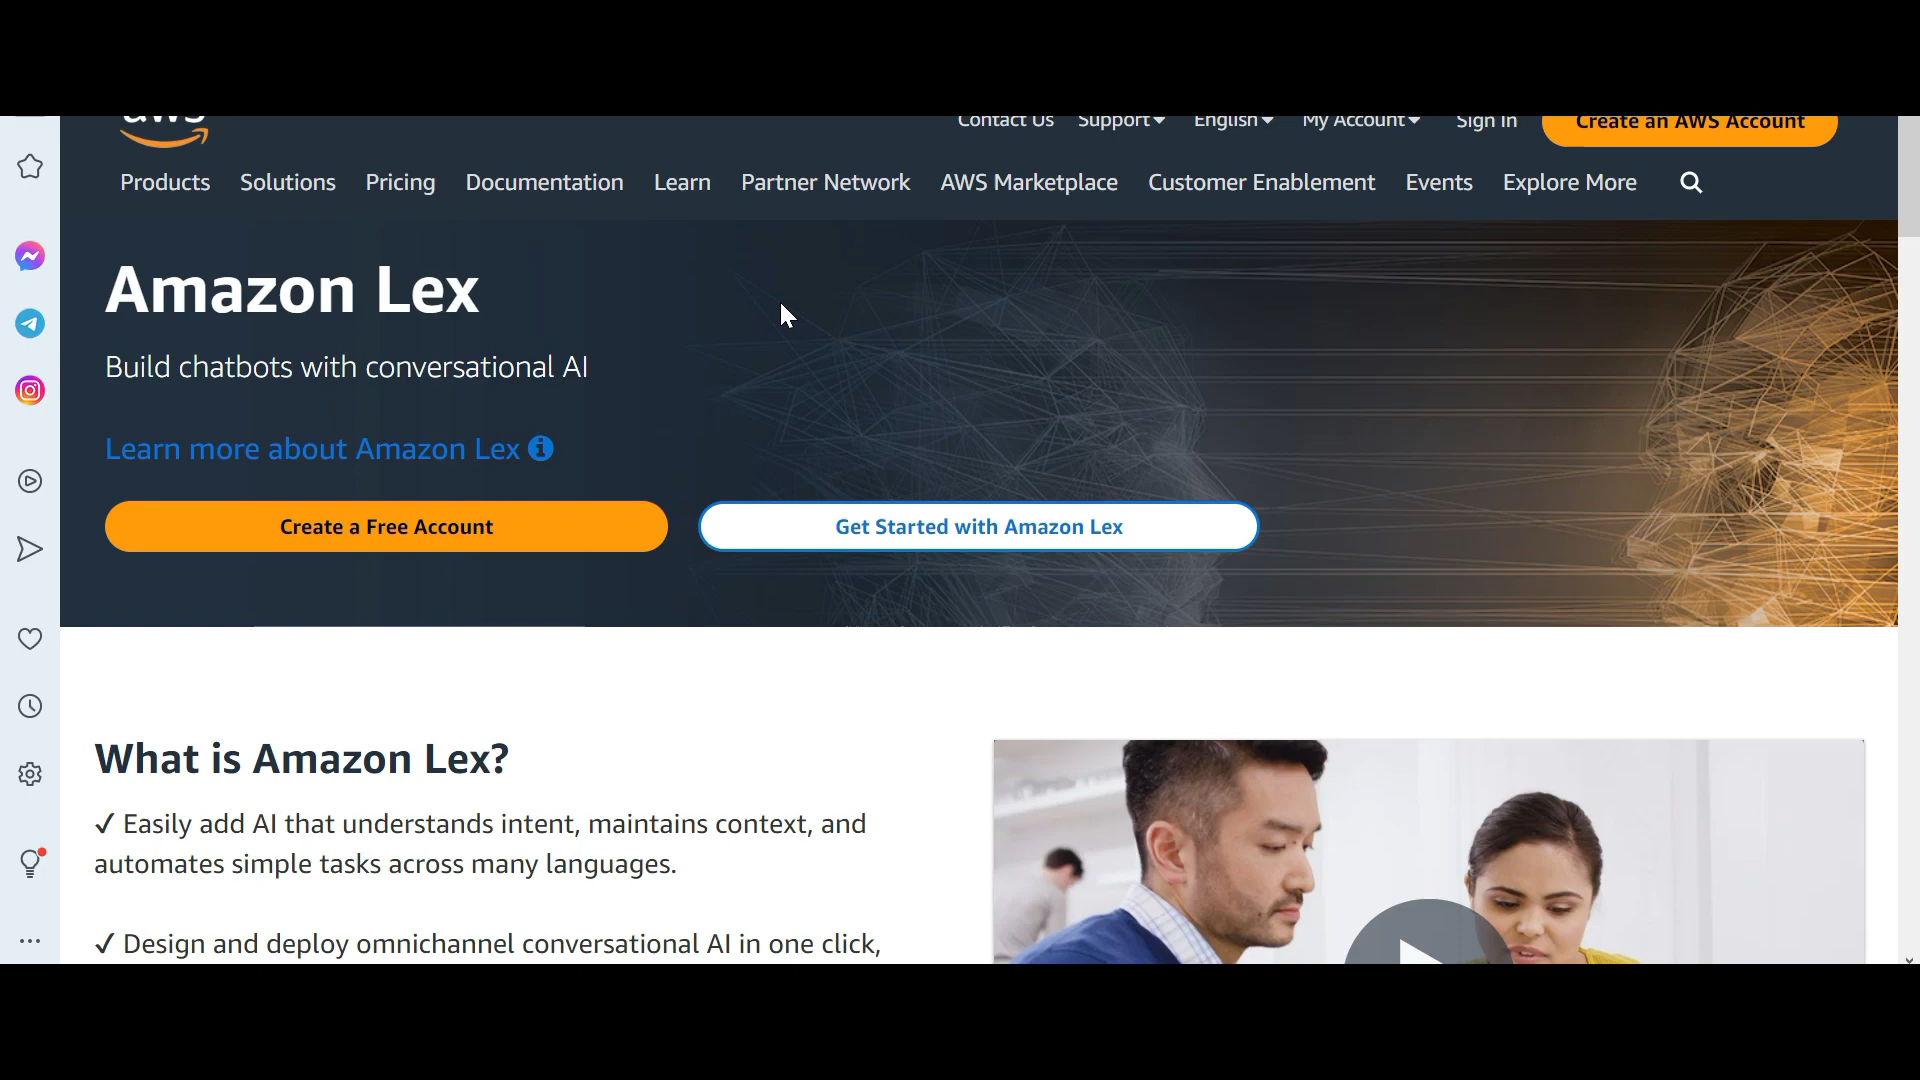 aws
Contact Us Support English My Account Sign In Create an AWS Account
Products Solutions Pricing Documentation Learn Partner Network AWS Marketplace Customer Enablement Events Explore More
Amazon Lex
Build chatbots with conversational AI
Learn more about Amazon Lex
Create a Free Account Get Started with Amazon Lex
What is Amazon Lex?
✓ Easily add AI that understands intent, maintains context, and
automates simple tasks across many languages.
✓ Design and deploy omnichannel conversational AI in one click,